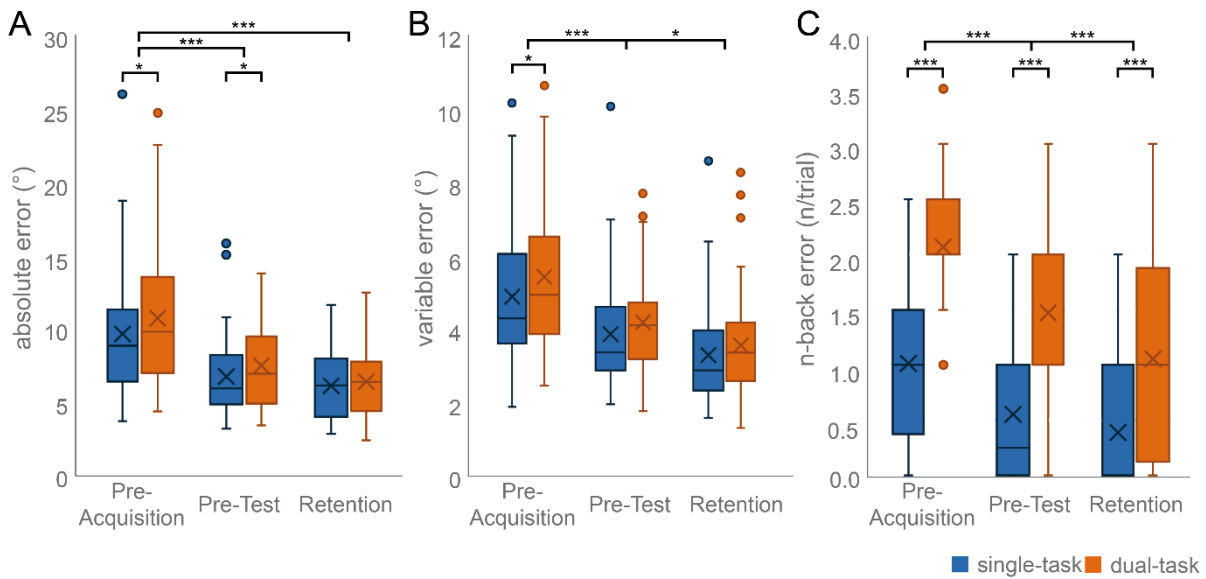 A
absolute error (°)
30
25
20
15
10
5
0
***
***
*
*
Pre-
Acquisition
Pre-Test
Retention
B
variable error (°)
12
10
8
6
4
2
0
***
*
*
Pre-
Acquisition
Pre-Test
Retention
C
n-back error (n/trial)
4.0
3.5
3.0
2.5
2.0
1.5
1.0
0.5
0.0
***
***
***
***
***
Pre-
Acquisition
Pre-Test
Retention
single-task
dual-task